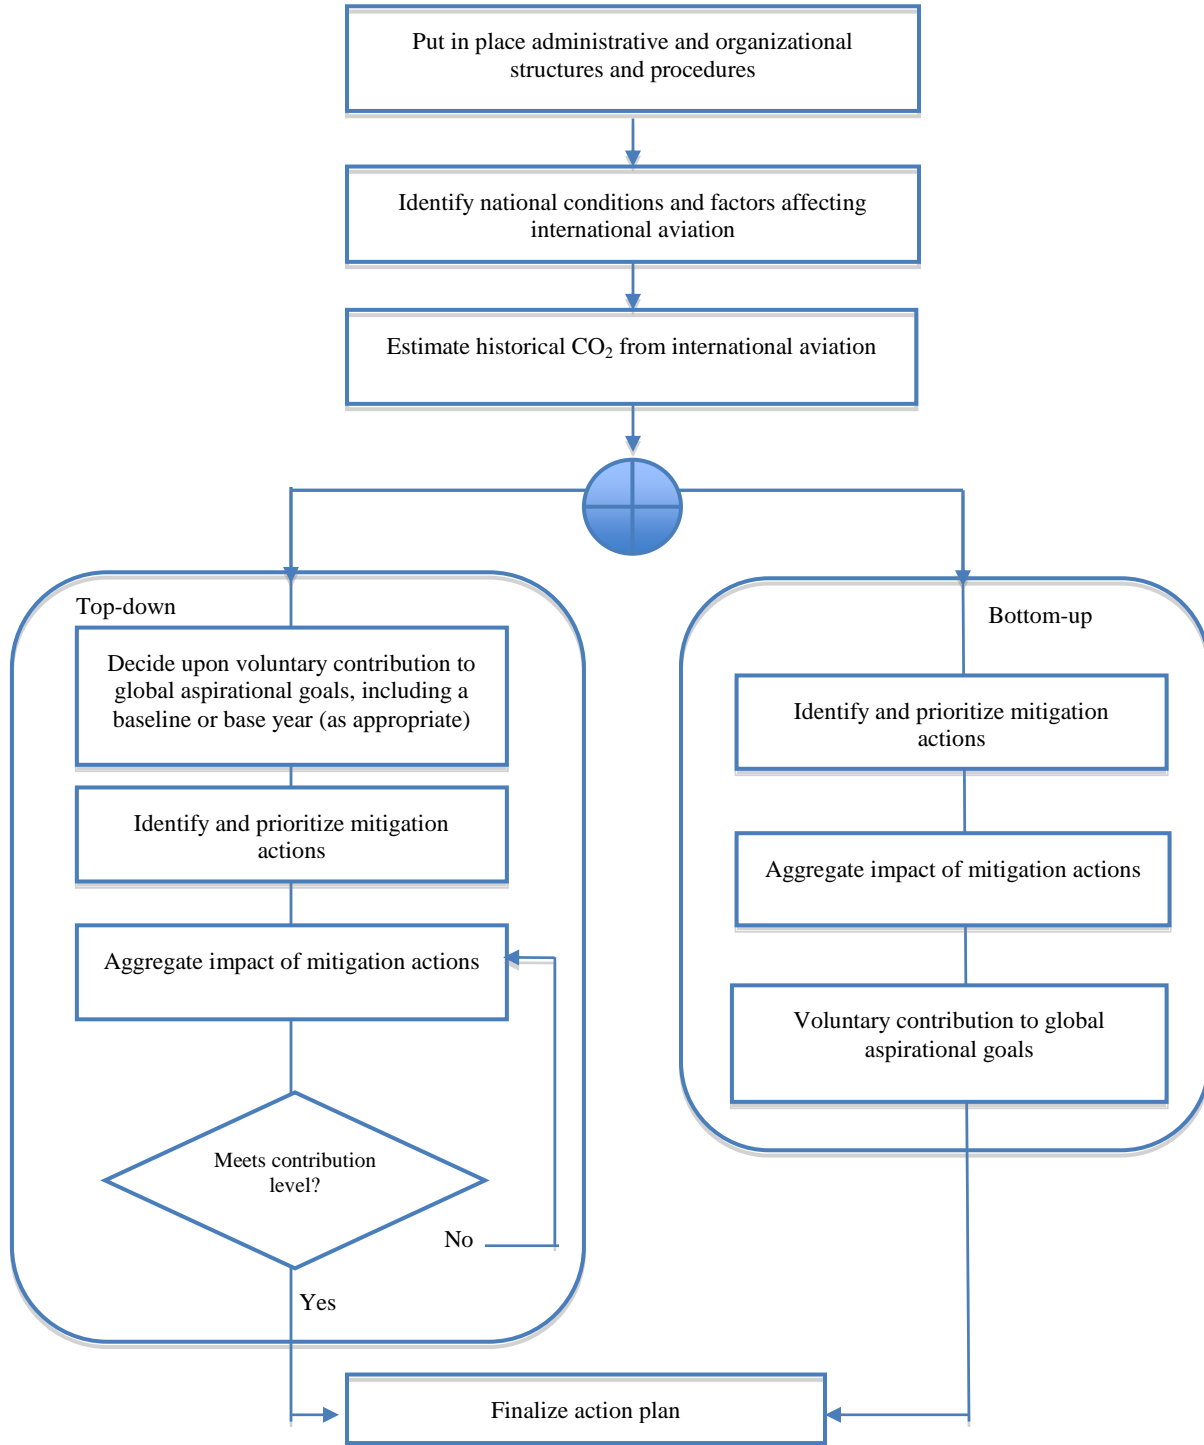 Put in place administrative and organizational
structures and procedures
Identify national conditions and factors affecting
international aviation
Estimate historical CO₂ from international aviation
Top-down
Decide upon voluntary contribution to
global aspirational goals, including a
baseline or base year (as appropriate)
Identify and prioritize mitigation
actions
Aggregate impact of mitigation actions
Meets contribution
level?
No
Yes
Bottom-up
Identify and prioritize mitigation
actions
Aggregate impact of mitigation actions
Voluntary contribution to global
aspirational goals
Finalize action plan